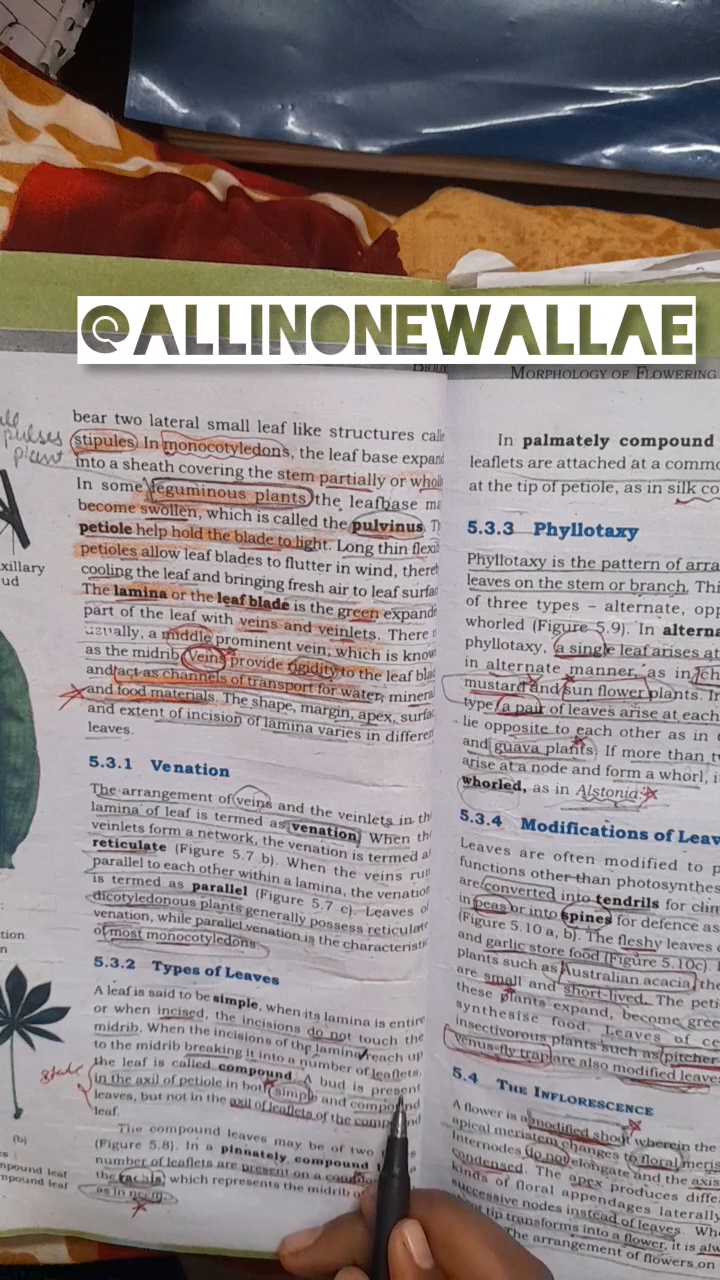 @ALLINONEWALLAE
MORPHOLOGY OF FLOWERING
pulses
plant
xillary
ud
tion
n
(b)
mpound leaf
mpound leaf
bear two lateral small leaf like structures calle
stipules. In monocotyledons, the leaf base expan
into a sheath covering the stem partially or wholl
In some leguminous plants the leafbase ma
become swollen, which is called the pulvinus. T
petiole help hold the blade to light. Long thin flexi
petioles allow leaf blades to flutter in wind, there
cooling the leaf and bringing fresh air to leaf surfa
The lamina or the leaf blade is the green expande
part of the leaf with veins and veinlets. There
usually, a middle prominent vein, which is know
as the midrib. Veins provide rigidity to the leaf bla
and act as channels of transport for water, minera
and food materials. The shape, margin, apex, surfac
and extent of incision of lamina varies in differen
leaves.
5.3.1 Venation
The arrangement of veins and the veinlets in the
lamina of leaf is termed as venation. When the
veinlets form a network, the venation is termed a
reticulate (Figure 5.7 b). When the veins run
parallel to each other within a lamina, the venation
is termed as parallel (Figure 5.7 c). Leaves of
dicotyledonous plants generally possess reticulate
venation, while parallel venation is the characteristic
of most monocotyledons.
5.3.2 Types of Leaves
A leaf is said to be simple, when its lamina is entire
or when incised, the incisions do not touch the
midrib. When the incisions of the lamina reach up
to the midrib breaking it into a number of leaflets,
the leaf is called compound. A bud is present
in the axil of petiole in both simple and compound
leaves, but not in the axil of leaflets of the compound
leaf.
The compound leaves may be of two
(Figure 5.8). In a pinnately compound
number of leaflets are present on a common
the rachis, which represents the midrib of
as in neem.
In palmately compound
leaflets are attached at a commo
at the tip of petiole, as in silk co
5.3.3 Phyllotaxy
Phyllotaxy is the pattern of arra
leaves on the stem or branch. Thi
of three types – alternate, opp
whorled (Figure 5.9). In alterna
phyllotaxy, a single leaf arises at
in alternate manner, as in ch
mustard and sun flower plants. In
type, a pair of leaves arise at each
lie opposite to each other as in
and guava plants. If more than t
arise at a node and form a whorl, i
whorled, as in Alstonia.
5.3.4 Modifications of Leav
Leaves are often modified to p
functions other than photosynthes
are converted into tendrils for clim
in peas or into spines for defence as
(Figure 5.10 a, b). The fleshy leaves
and garlic store food (Figure 5.10c).
plants such as Australian acacia, the
are small and short-lived. The peti
these plants expand, become gree
synthesise food. Leaves of ce
insectivorous plants such as pitcher
venus-fly trap are also modified leave
5.4 THE INFLORESCENCE
A flower is a modified shoot wherein the
apical meristem changes to floral meris
Internodes do not elongate and the axis
condensed. The apex produces diffe
kinds of floral appendages laterally
successive nodes instead of leaves. Whe
tip transforms into a flower, it is alw
The arrangement of flowers on